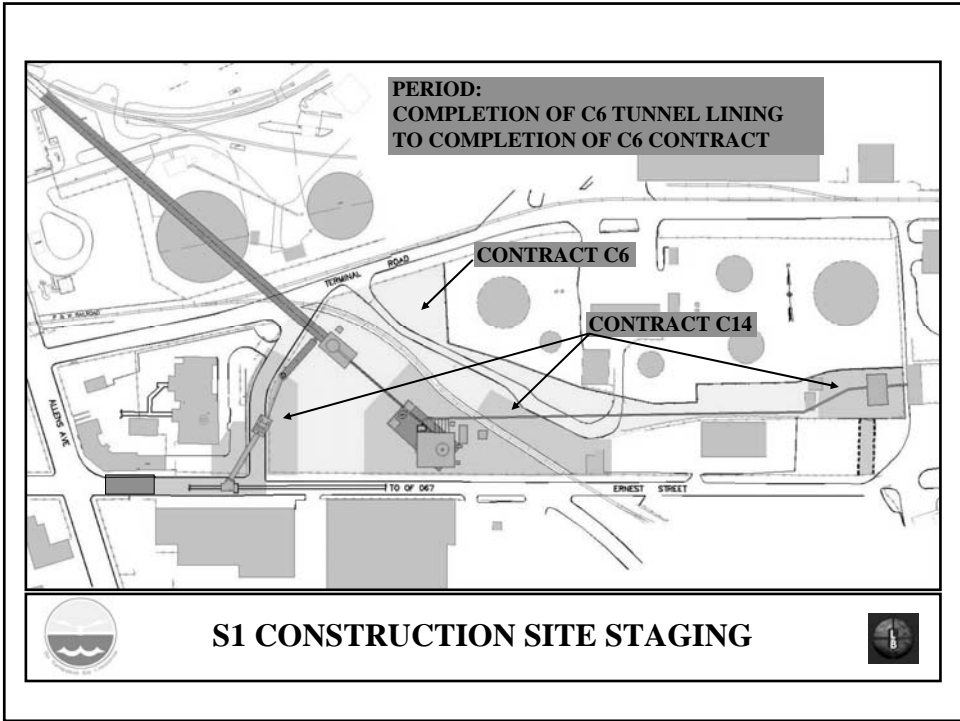 PERIOD:
COMPLETION OF C6 TUNNEL LINING
TO COMPLETION OF C6 CONTRACT
CONTRACT C6
TERMINAL ROAD
CONTRACT C14
P & W RAILROAD
ALLENS AVE
TO OF 067
ERNEST STREET
S1 CONSTRUCTION SITE STAGING
L
B